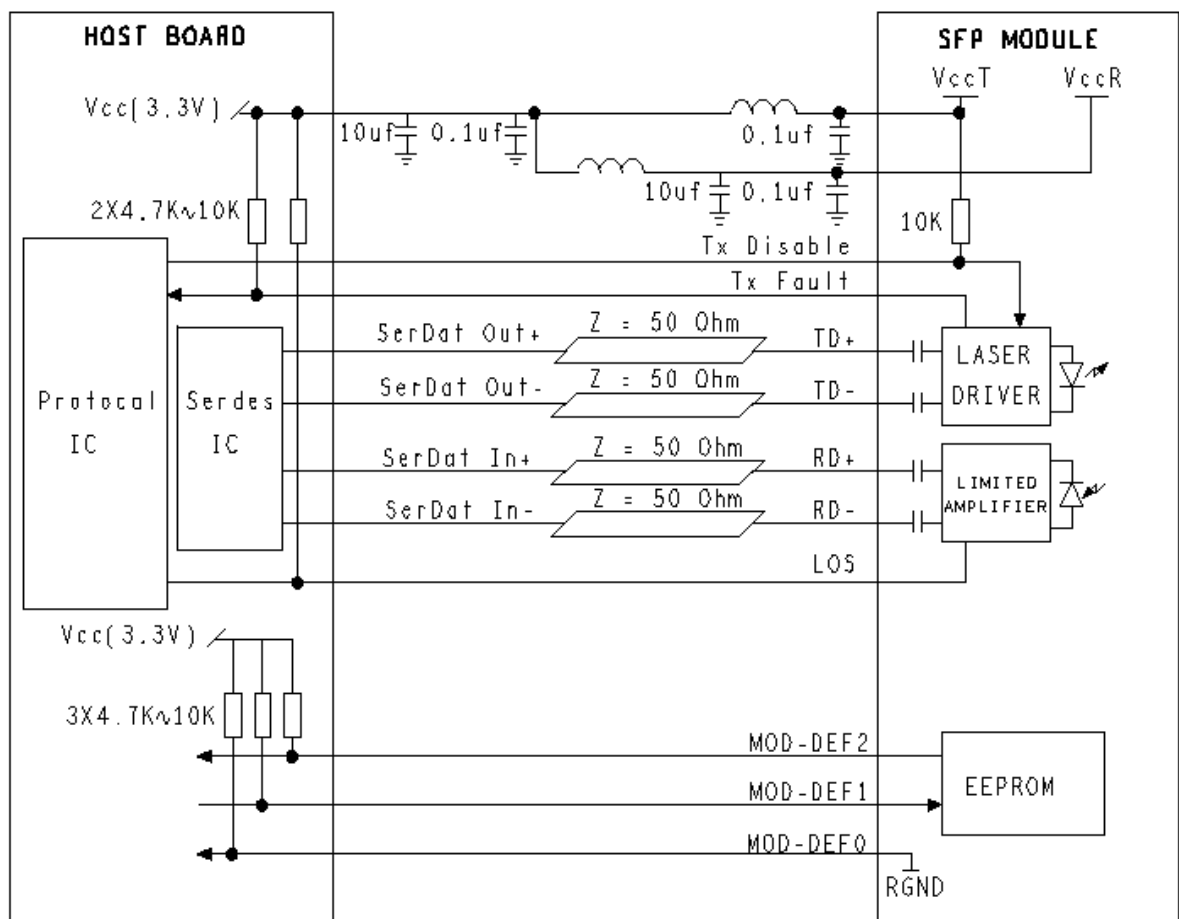 HOST BOARD
SFP MODULE
VccT
VccR
Vcc(3.3V)
10uf
0.1uf
0.1uf
10uf
0.1uf
2X4.7K∿10K
10K
Tx Disable
Tx Fault
SerDat Out+
Z = 50 Ohm
TD+
SerDat Out-
Z = 50 Ohm
TD-
LASER
DRIVER
Protocal
IC
Serdes
IC
SerDat In+
Z = 50 Ohm
RD+
SerDat In-
Z = 50 Ohm
RD-
LIMITED
AMPLIFIER
LOS
Vcc(3.3V)
3X4.7K∿10K
MOD-DEF2
MOD-DEF1
MOD-DEF0
EEPROM
RGND